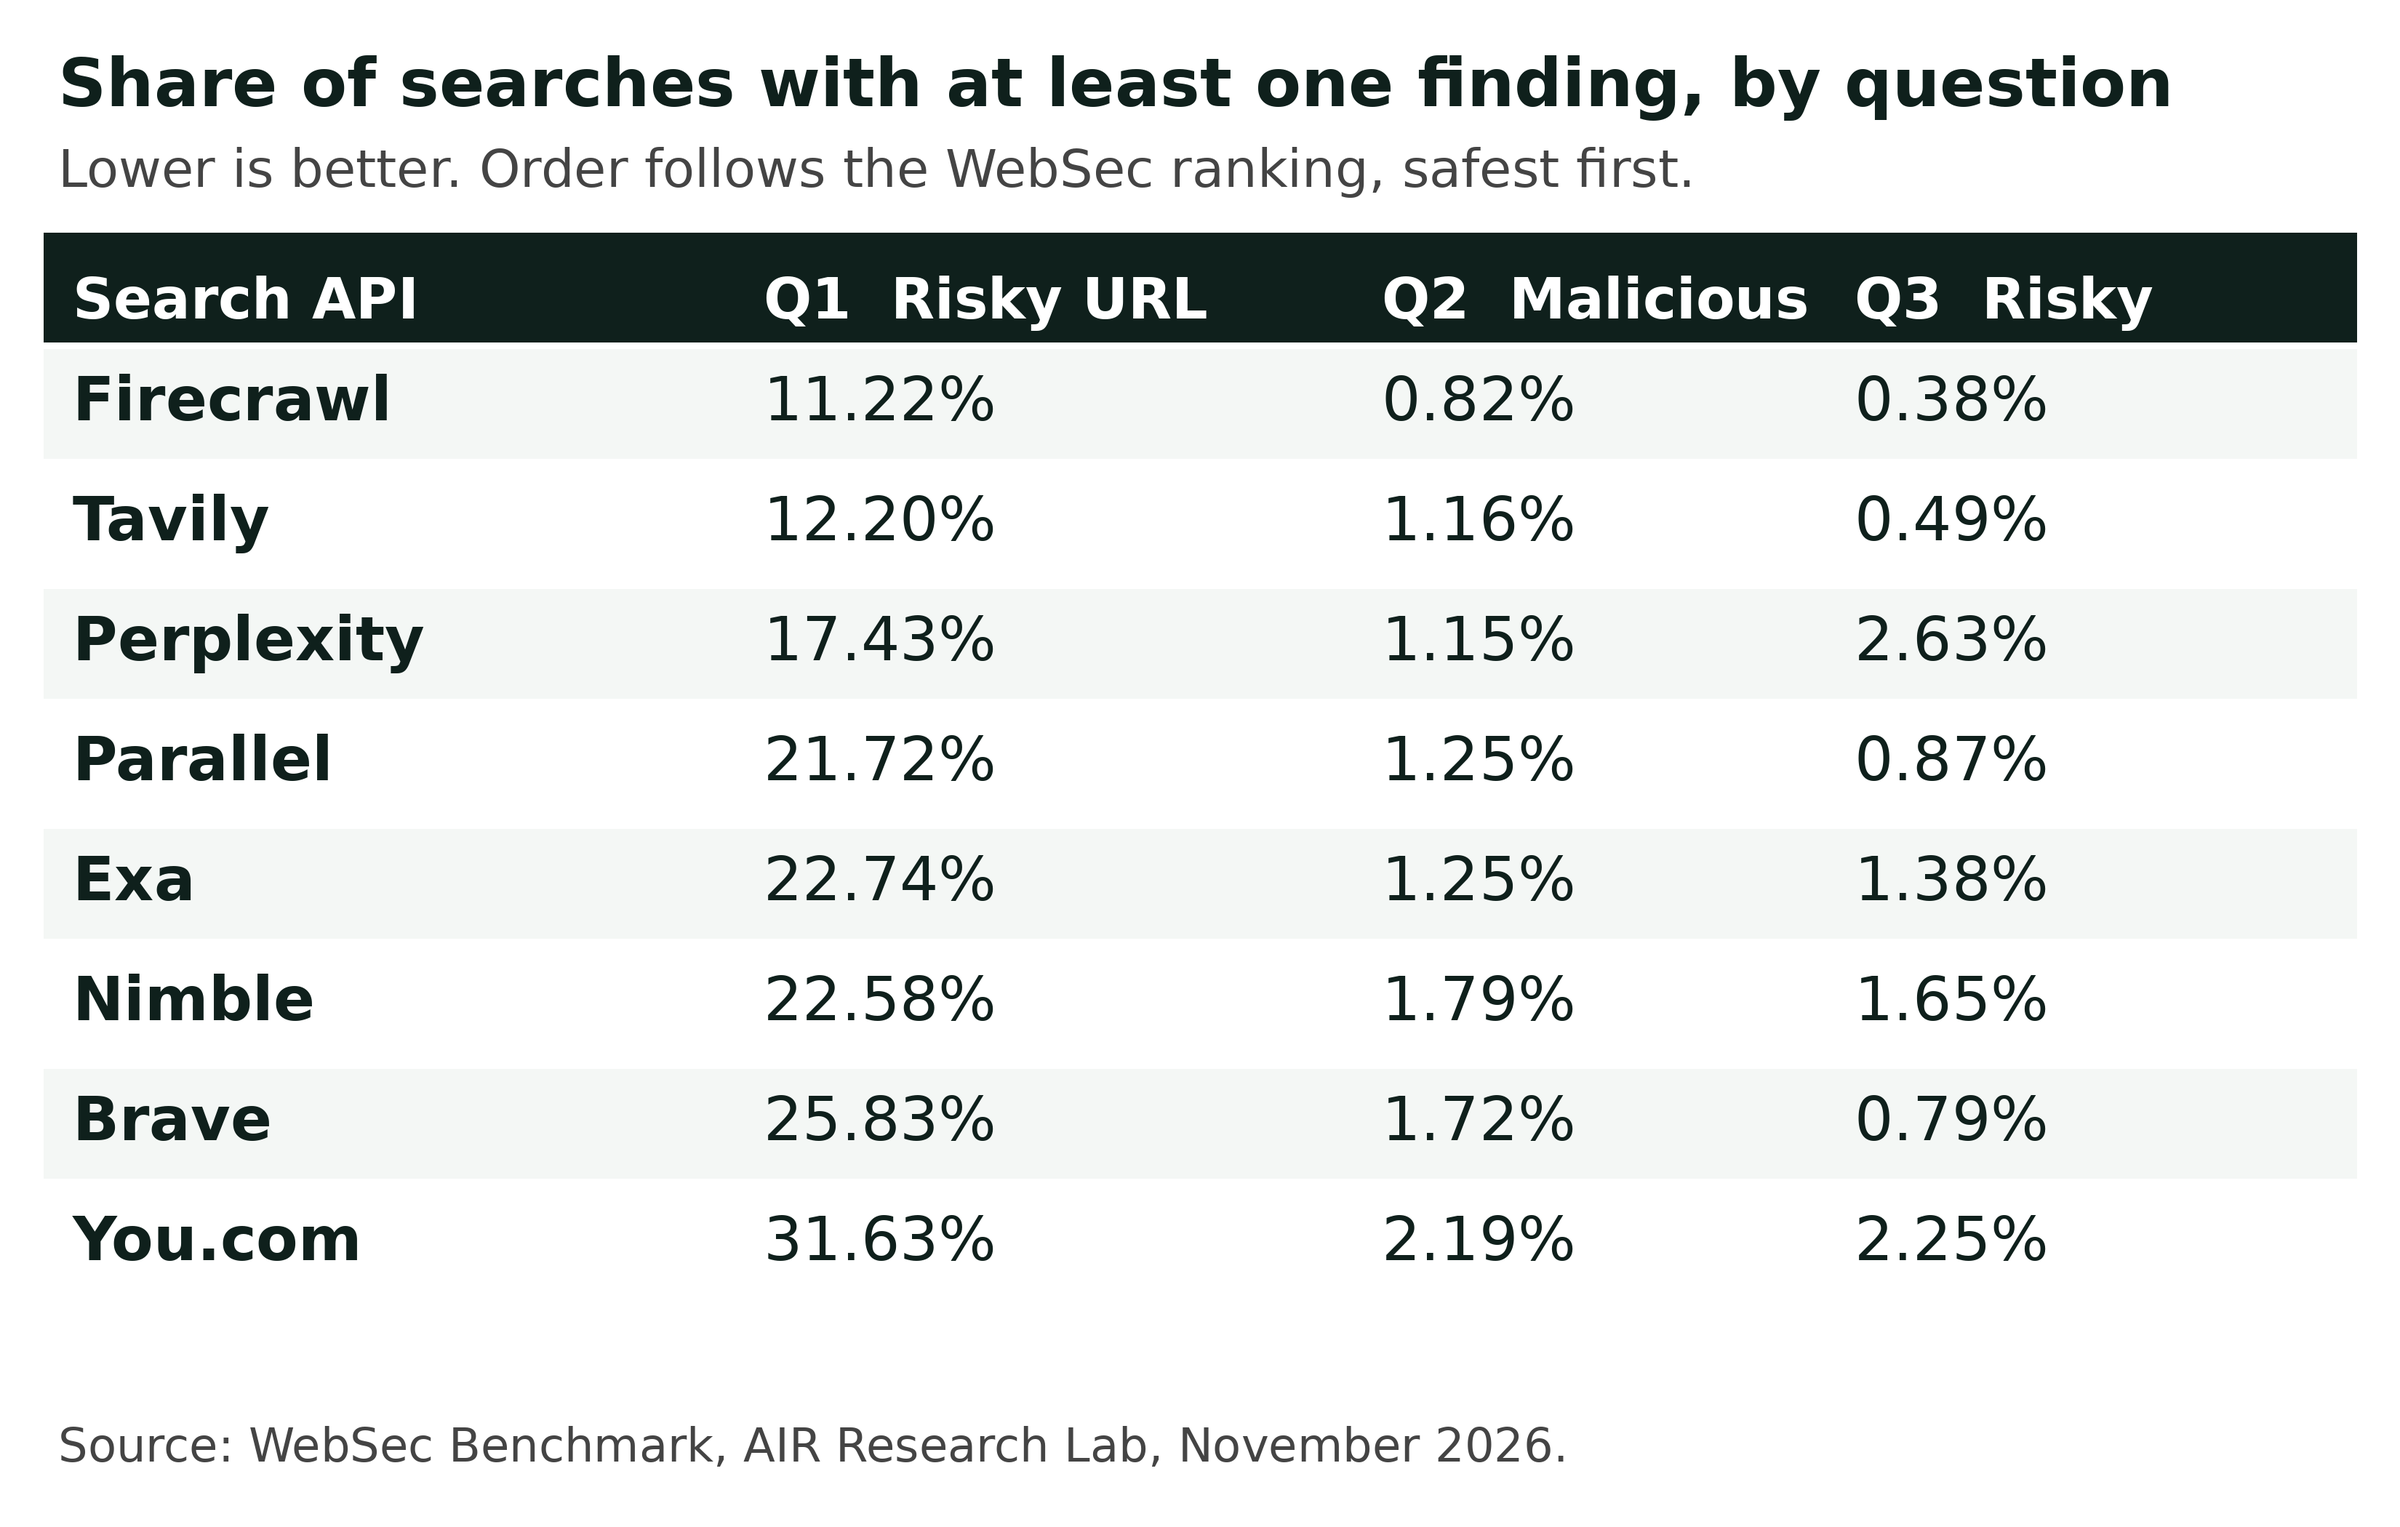 Share of searches with at least one finding, by question
Lower is better. Order follows the WebSec ranking, safest first.
Search API Q1 Risky URL Q2 Malicious Q3 Risky
Firecrawl 11.22% 0.82% 0.38%
Tavily 12.20% 1.16% 0.49%
Perplexity 17.43% 1.15% 2.63%
Parallel 21.72% 1.25% 0.87%
Exa 22.74% 1.25% 1.38%
Nimble 22.58% 1.79% 1.65%
Brave 25.83% 1.72% 0.79%
You.com 31.63% 2.19% 2.25%
Source: WebSec Benchmark, AIR Research Lab, November 2026.